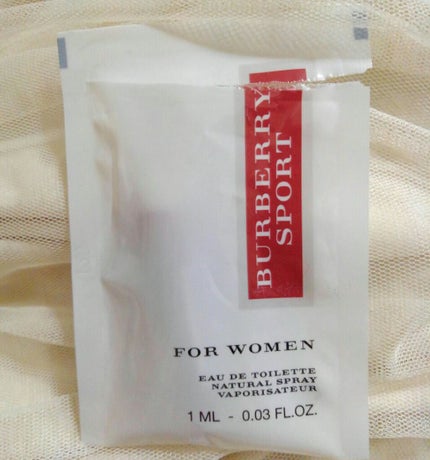 BURBERRY
SPORT
FOR WOMEN
EAU DE TOILETTE
NATURAL SPRAY
VAPORISATEUR
1 ML - 0.03 FL.OZ.